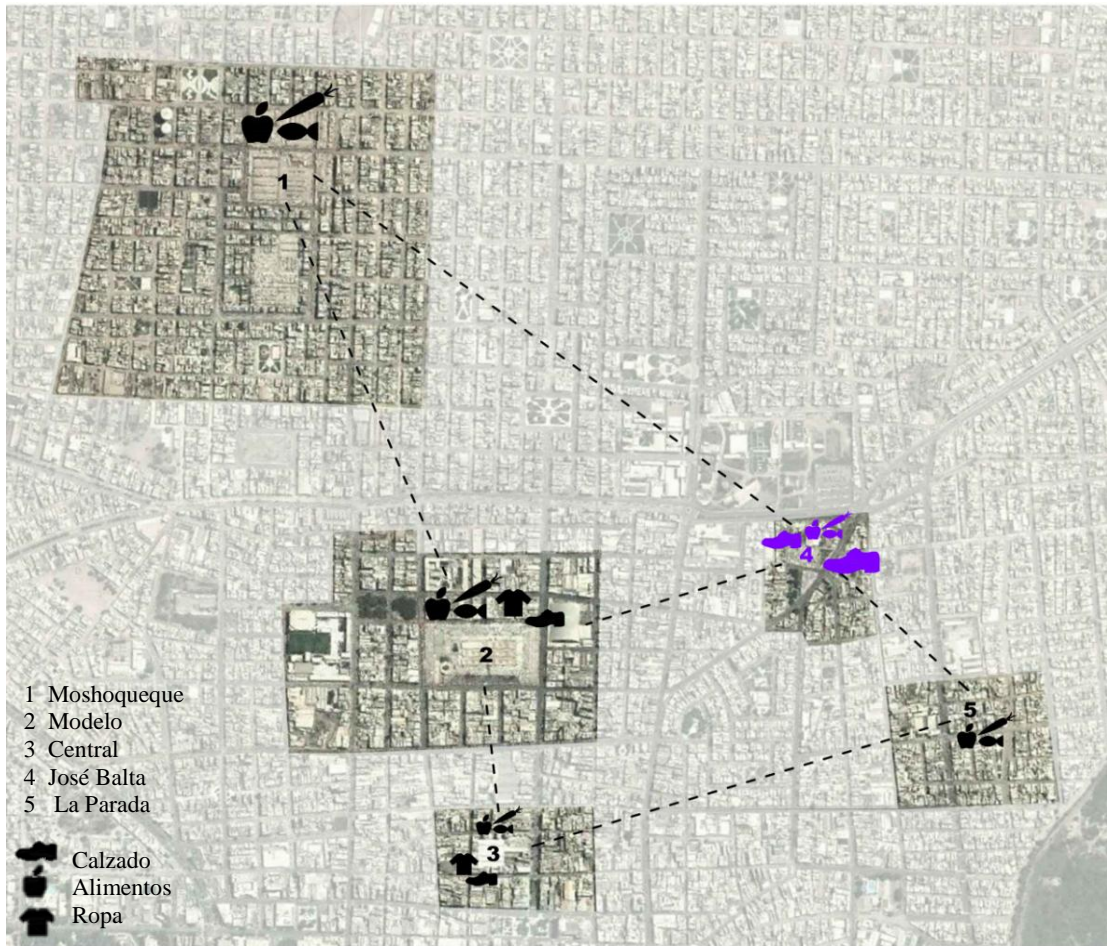 1
2
3
4
5
1 Moshoqueque
2 Modelo
3 Central
4 José Balta
5 La Parada
Calzado
Alimentos
Ropa